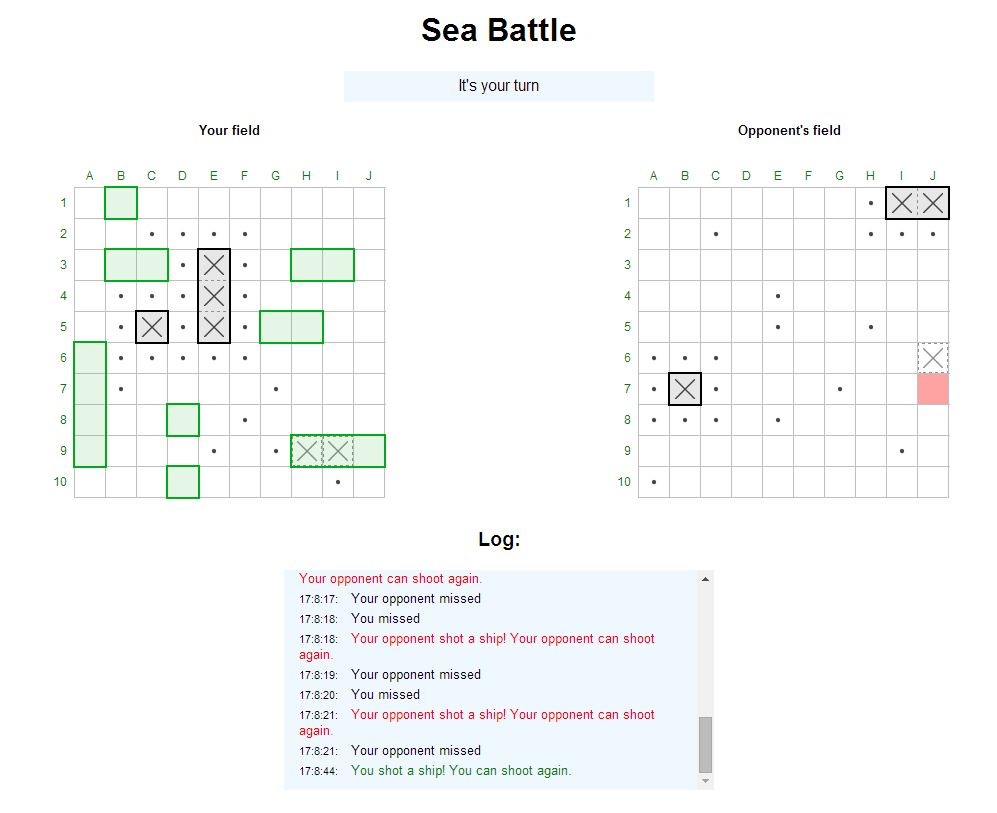 Sea Battle
It's your turn
Your field
Opponent's field
A B C D E F G H I J
A B C D E F G H I J
1
2
3
4
5
6
7
8
9
10
1
2
3
4
5
6
7
8
9
10
Log:
Your opponent can shoot again.
17:8:17: Your opponent missed
17:8:18: You missed
17:8:18: Your opponent shot a ship! Your opponent can shoot
again.
17:8:19: Your opponent missed
17:8:20: You missed
17:8:21: Your opponent shot a ship! Your opponent can shoot
again.
17:8:21: Your opponent missed
17:8:44: You shot a ship! You can shoot again.